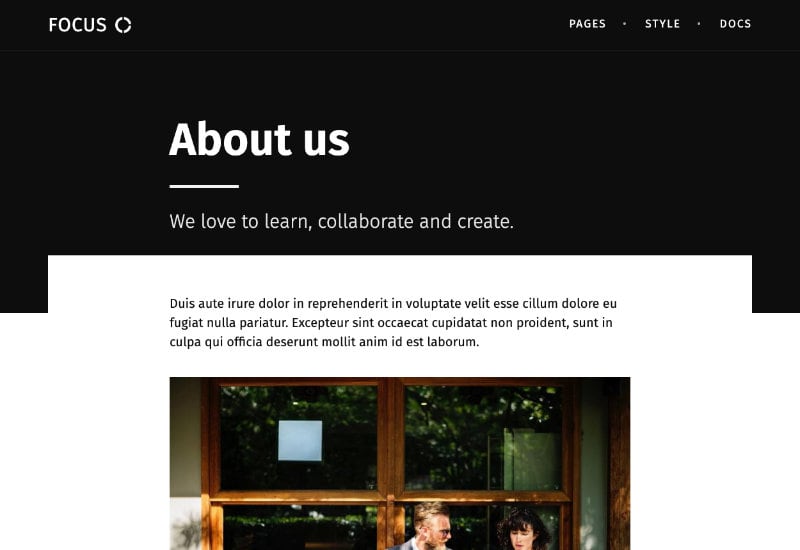 FOCUS
PAGES • STYLE • DOCS
About us
We love to learn, collaborate and create.
Duis aute irure dolor in reprehenderit in voluptate velit esse cillum dolore eu
fugiat nulla pariatur. Excepteur sint occaecat cupidatat non proident, sunt in
culpa qui officia deserunt mollit anim id est laborum.